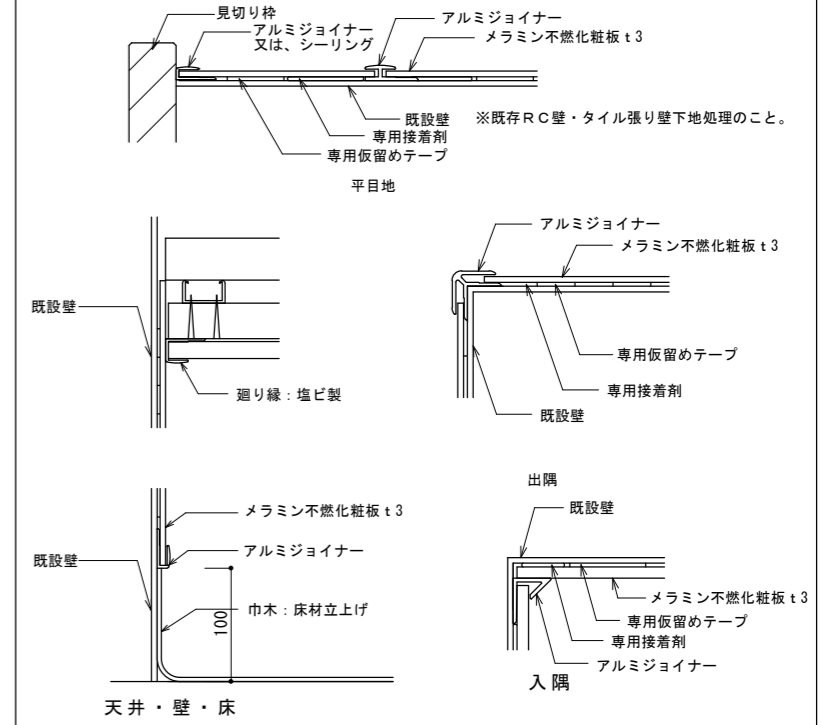 見切り枠
アルミジョイナー
又は、シーリング
アルミジョイナー
メラミン不燃化粧板t3
既設壁
専用接着剤
専用仮留めテープ
※既存RC壁・タイル張り壁下地処理のこと。
平目地
既設壁
廻り縁：塩ビ製
アルミジョイナー
メラミン不燃化粧板t3
専用仮留めテープ
専用接着剤
既設壁
出隅
メラミン不燃化粧板t3
アルミジョイナー
既設壁
巾木：床材立上げ
100
天井・壁・床
既設壁
メラミン不燃化粧板t3
専用仮留めテープ
専用接着剤
アルミジョイナー
入隅